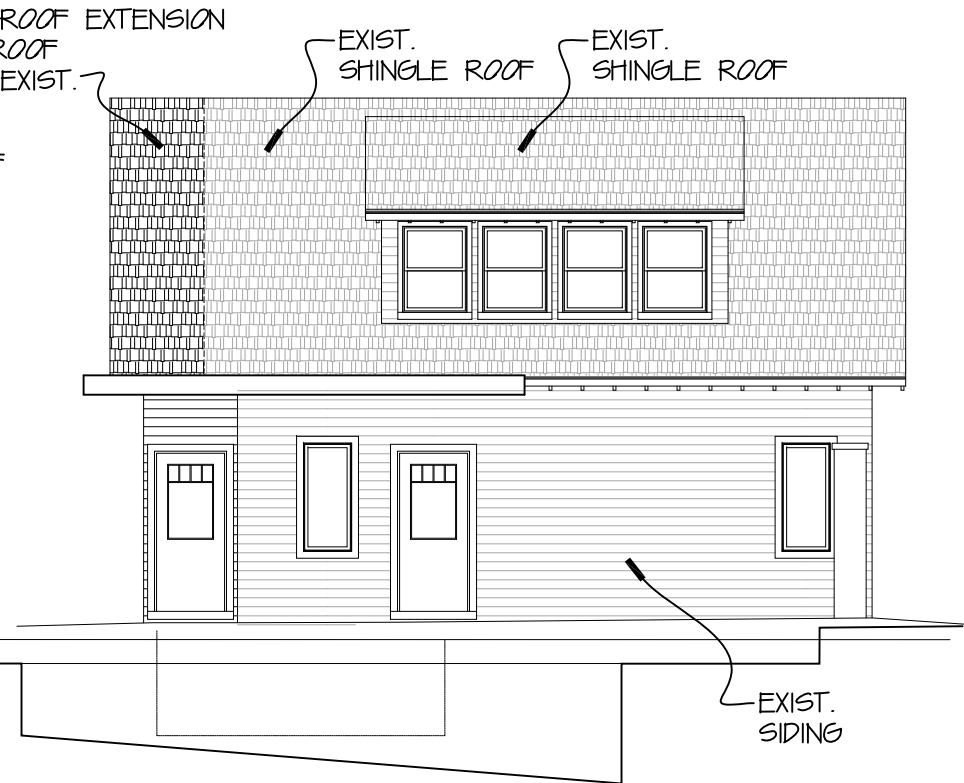 ROOF EXTENSION
ROOF
EXIST.
EXIST.
SHINGLE ROOF
EXIST.
SHINGLE ROOF
EXIST.
SIDING